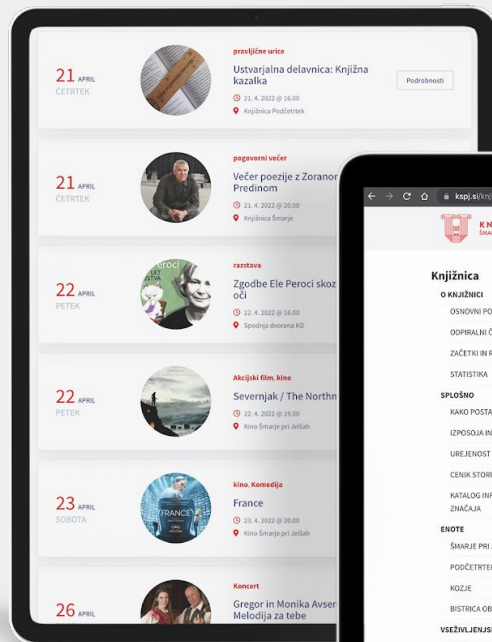 pravljične urice
21 APRIL
ČETRTEK
Ustvarjalna delavnica: Knjižna
kazalka
21. 4. 2022 @ 16.00
Knjižnica Podčetrtek
Podrobnosti
pogovorni večer
21 APRIL
ČETRTEK
Večer poezije z Zoranom
Predinom
21. 4. 2022 @ 20.00
Knjižnica Šmarje
razstava
22 APRIL
PETEK
Zgodbe Ele Peroci skoz
oči
22. 4. 2022 @ 16.00
Spodnja dvorana KD
Akcijski film, kino
22 APRIL
PETEK
Severnjak / The Northn
22. 4. 2022 @ 19.00
Kino Šmarje pri Jelšah
kino, Komedija
23 APRIL
SOBOTA
France
FRANCE
23. 4. 2022 @ 20.00
Kino Šmarje pri Jelšah
Koncert
26 APRIL
Gregor in Monika Avser
Melodija za tebe
kspj.si/knj
KN
ŠMAR
Knjižnica
O KNJIŽNICI
OSNOVNI PO
ODPIRALNI Č
ZAČETKI IN R
STATISTIKA
SPLOŠNO
KAKO POSTA
IZPOSOJA IN
UREJENOST
CENIK STORI
KATALOG INF
ZNAČAJA
ENOTE
ŠMARJE PRI
PODČETRTEK
KOZJE
BISTRICA OB
VSEŽIVLJENJS